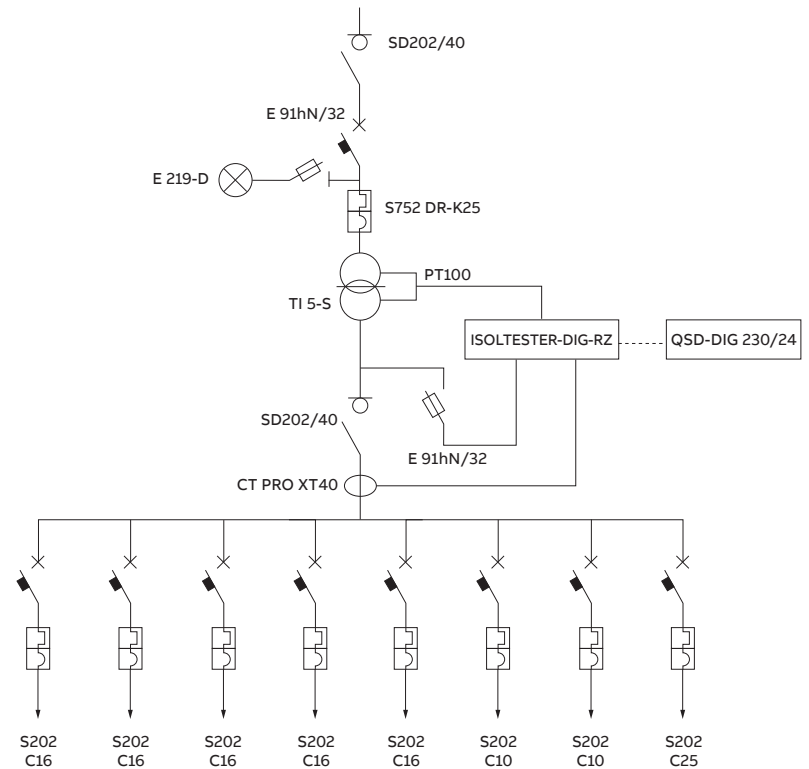 SD202/40
E 91hN/32
E 219-D
S752 DR-K25
PT100
TI 5-S
ISOLTESTER-DIG-RZ
QSD-DIG 230/24
SD202/40
E 91hN/32
CT PRO XT40
S202
C16
S202
C16
S202
C16
S202
C16
S202
C16
S202
C10
S202
C10
S202
C25